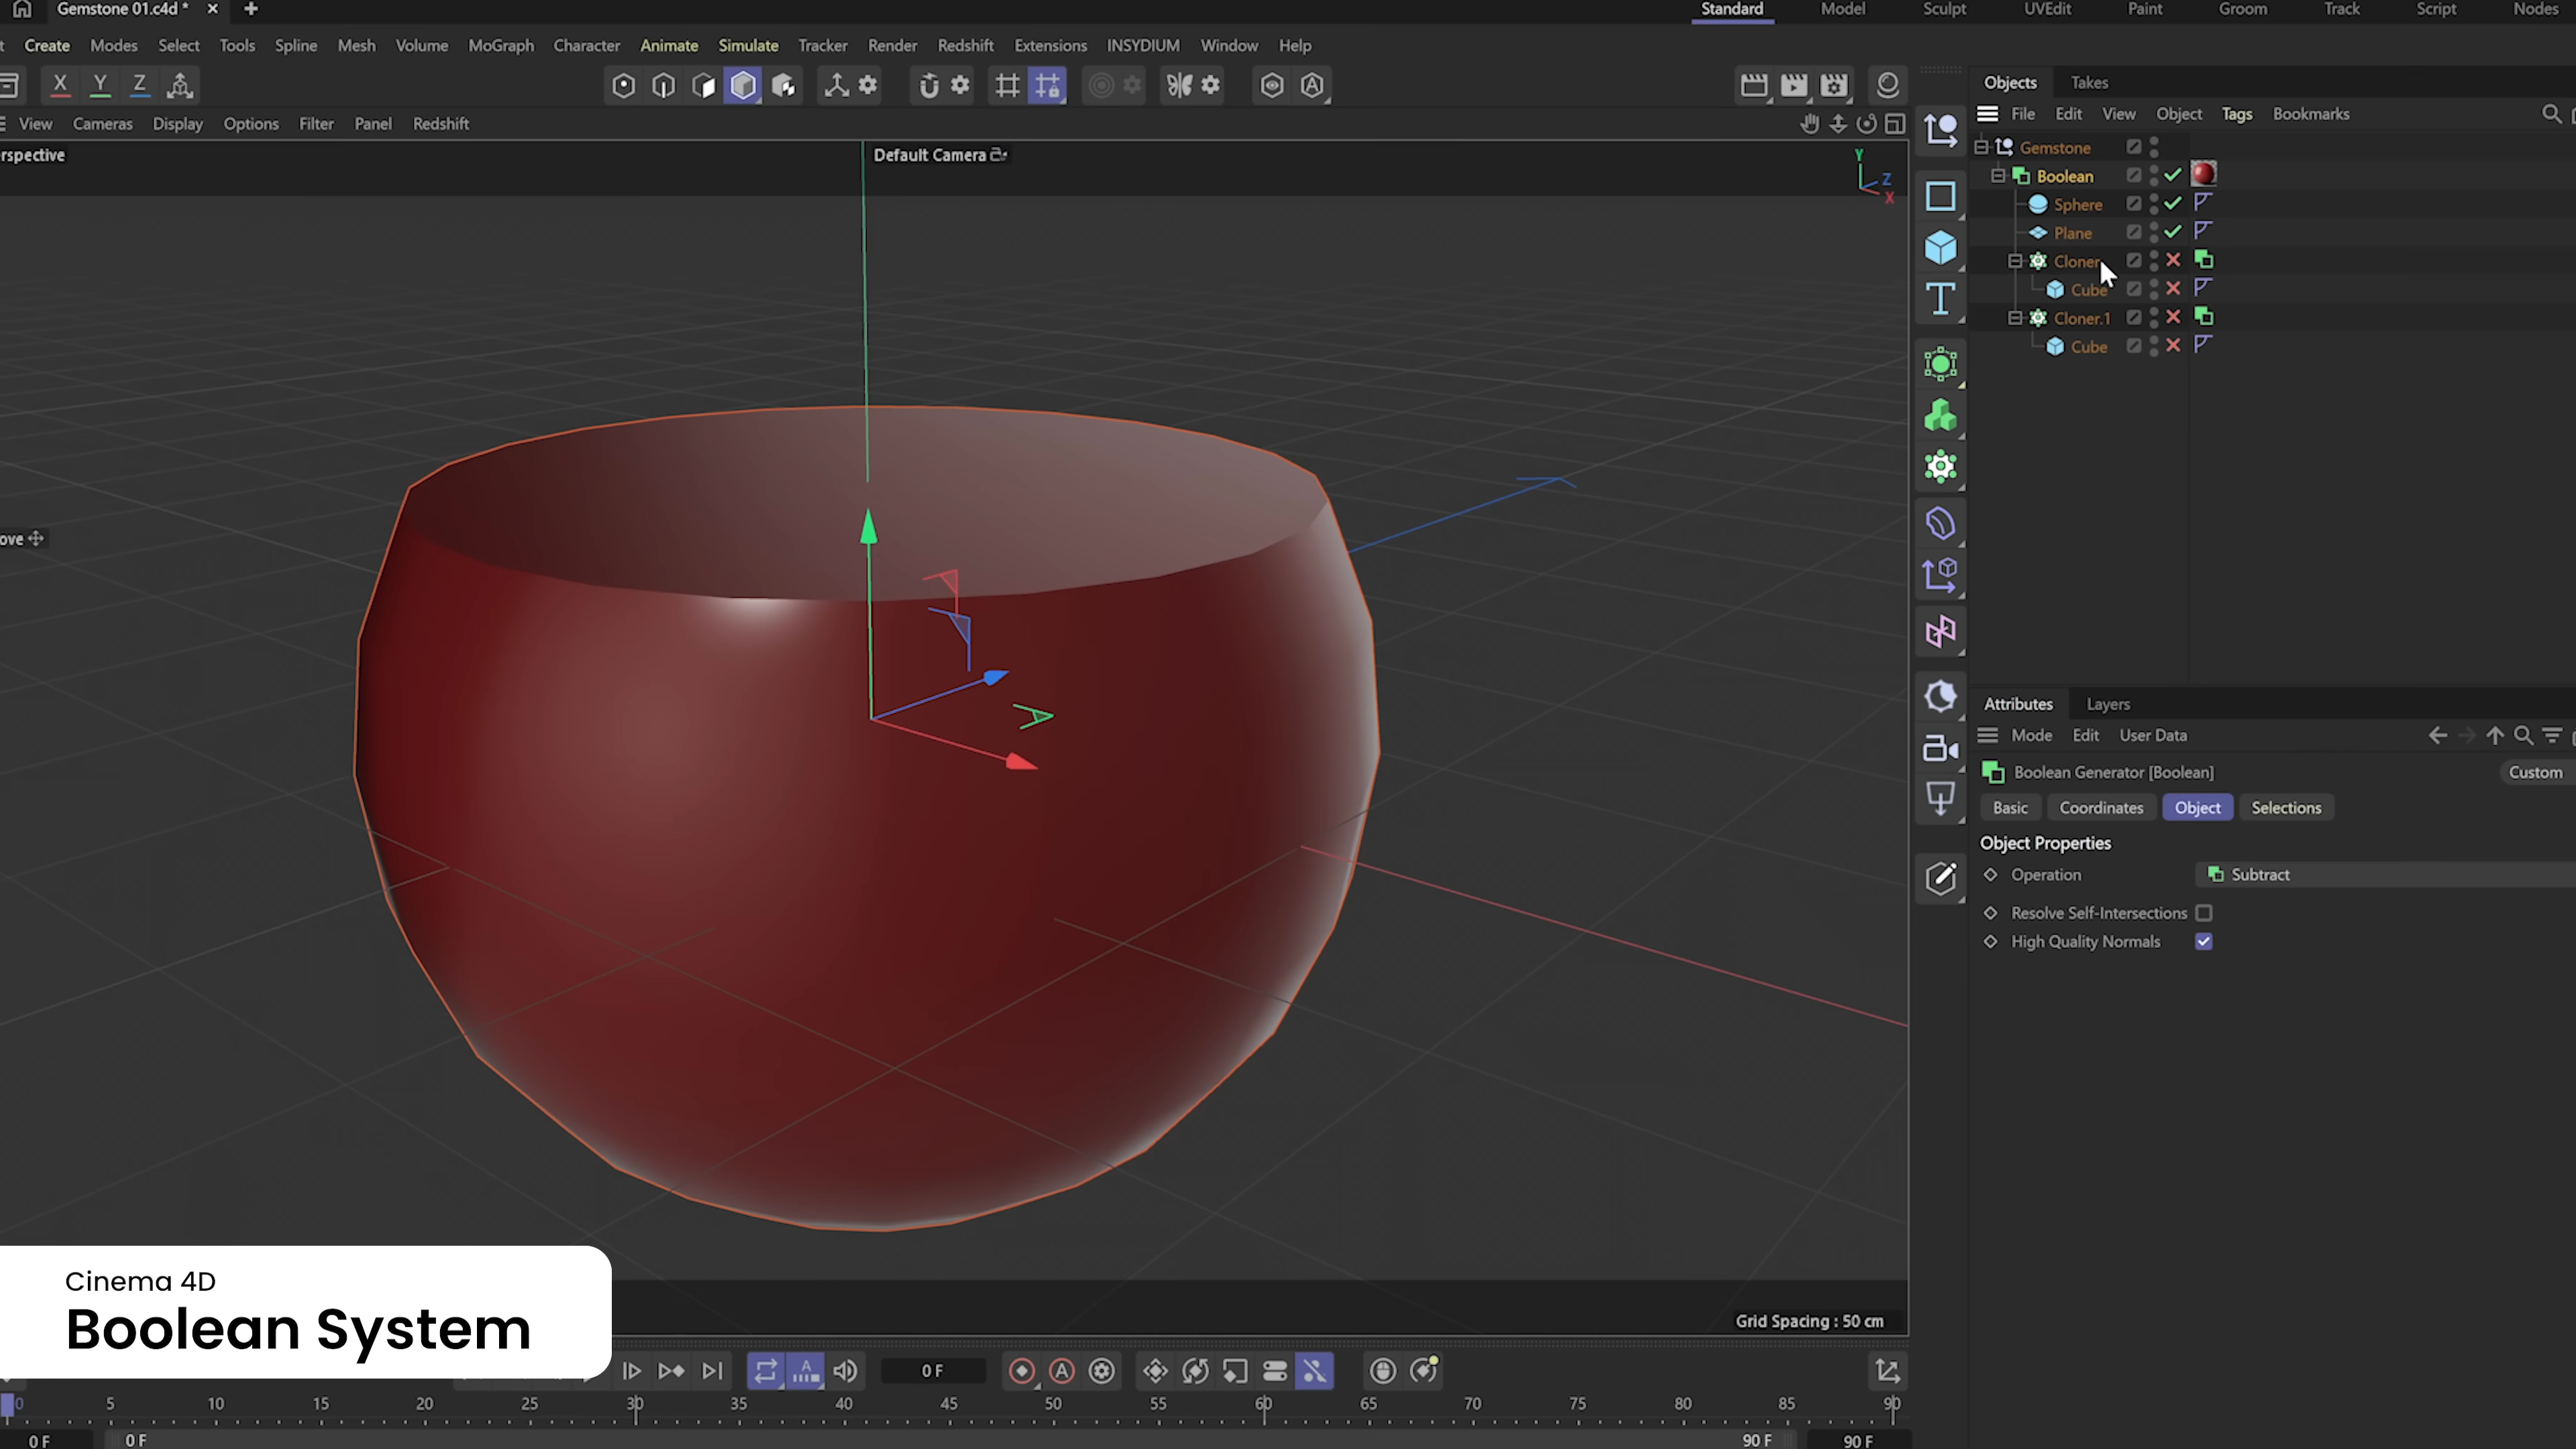 Gemstone 01.c4d *
Standard Model Sculpt UVEdit Paint Groom Track Script Nodes
Create Modes Select Tools Spline Mesh Volume MoGraph Character Animate Simulate Tracker Render Redshift Extensions INSYDIUM Window Help
X Y Z
View Cameras Display Options Filter Panel Redshift
rspective
Default Camera
Y
Z
X
ove
Objects Takes
File Edit View Object Tags Bookmarks
Gemstone
Boolean
Sphere
Plane
Cloner
Cube
Cloner.1
Cube
Attributes Layers
Mode Edit User Data
Boolean Generator [Boolean]
Custom
Basic Coordinates Object Selections
Object Properties
Operation Subtract
Resolve Self-Intersections
High Quality Normals
Cinema 4D
Boolean System
Grid Spacing : 50 cm
0 F
0 5 10 15 20 25 30 35 40 45 50 55 60 65 70 75 80 85 90
0 F 0 F 90 F 90 F